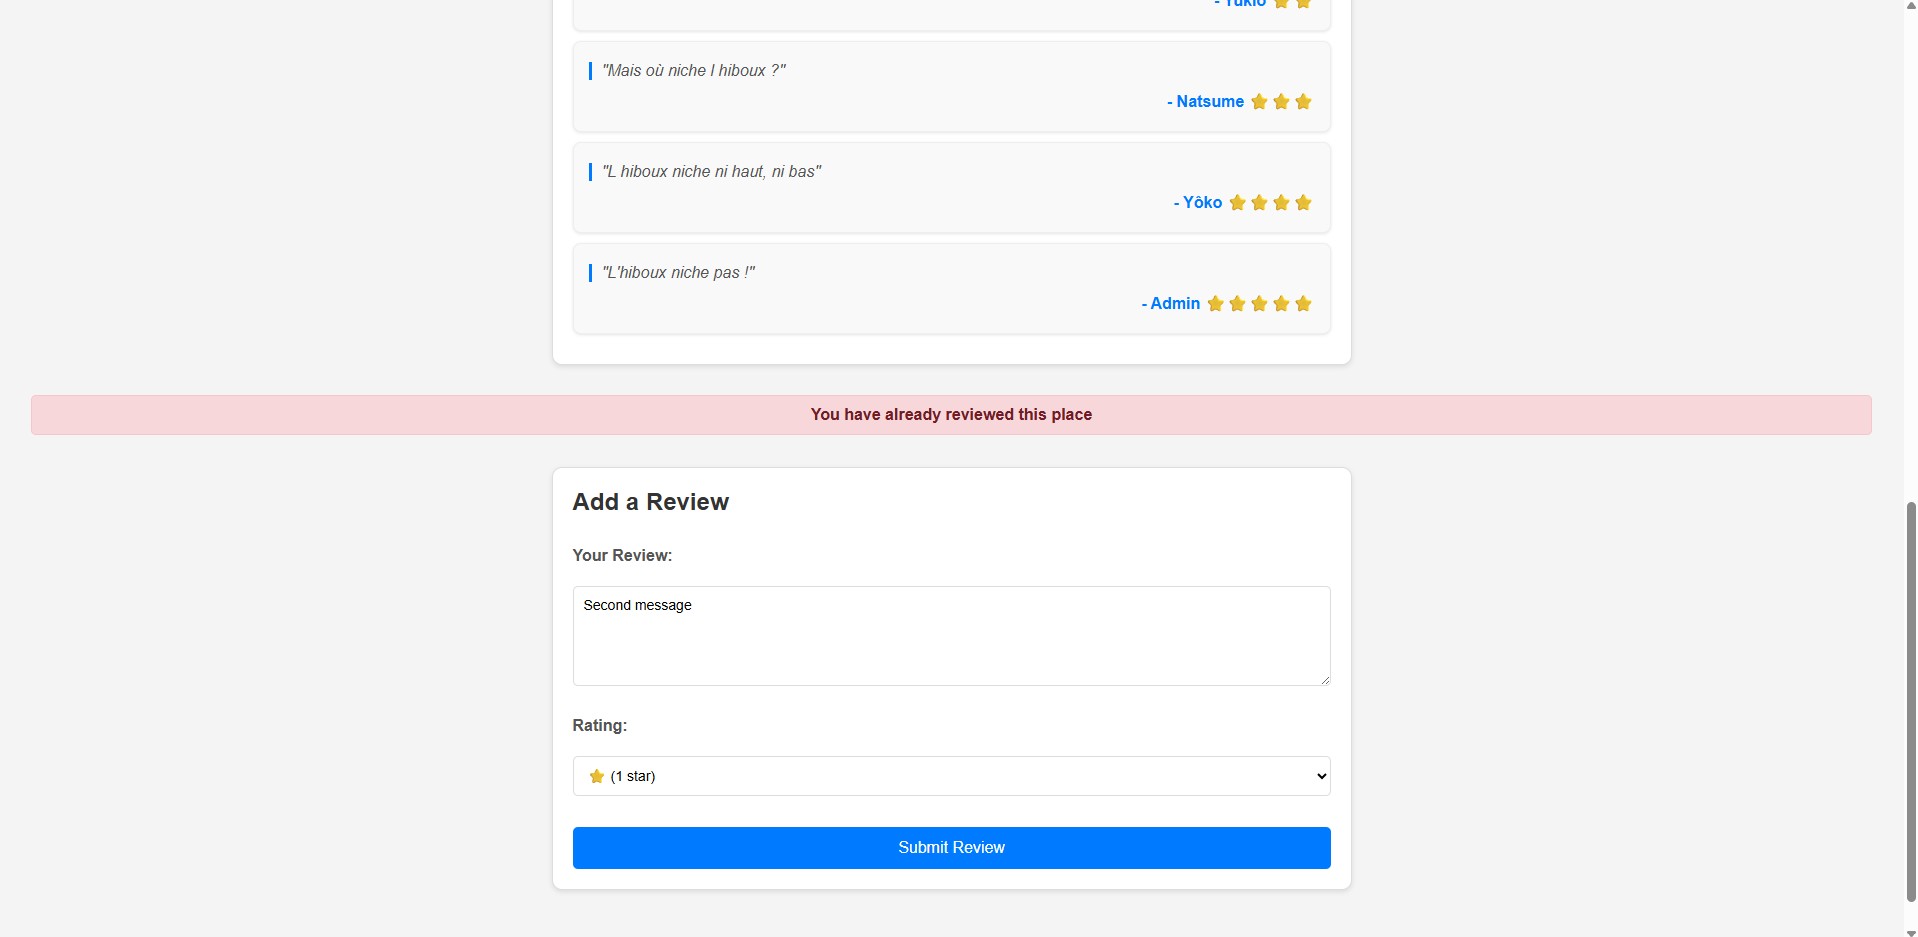 - Yukio ⭐ ⭐
"Mais où niche l hiboux ?"
- Natsume ⭐ ⭐ ⭐
"L hiboux niche ni haut, ni bas"
- Yôko ⭐ ⭐ ⭐ ⭐
"L'hiboux niche pas !"
- Admin ⭐ ⭐ ⭐ ⭐ ⭐
You have already reviewed this place
Add a Review
Your Review:
Second message
Rating:
⭐ (1 star)
Submit Review